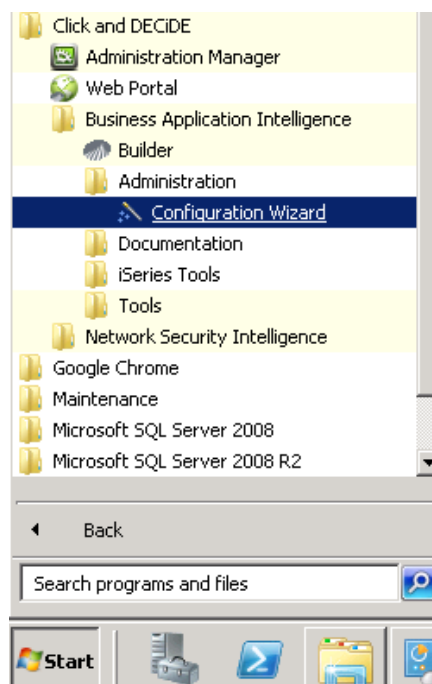 Click and DECiDE
Administration Manager
Web Portal
Business Application Intelligence
Builder
Administration
Configuration Wizard
Documentation
iSeries Tools
Tools
Network Security Intelligence
Google Chrome
Maintenance
Microsoft SQL Server 2008
Microsoft SQL Server 2008 R2
Back
Search programs and files
Start